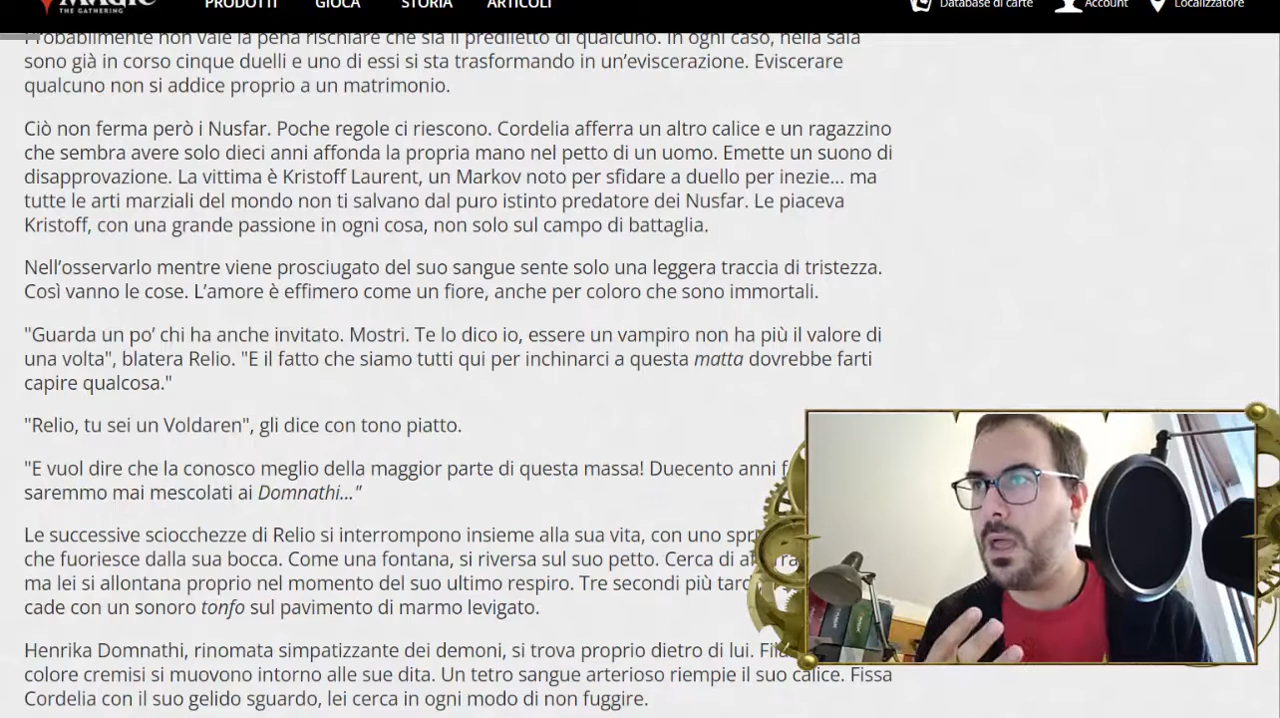 MAGIC
THE GATHERING
PRODOTTI
GIOCA
STORIA
ARTICOLI
Database di carte
Account
Localizzatore
Probabilmente non vale la pena rischiare che sia il prediletto di qualcuno. In ogni caso, nella sala
sono già in corso cinque duelli e uno di essi si sta trasformando in un’eviscerazione. Eviscerare
qualcuno non si addice proprio a un matrimonio.
Ciò non ferma però i Nusfar. Poche regole ci riescono. Cordelia afferra un altro calice e un ragazzino
che sembra avere solo dieci anni affonda la propria mano nel petto di un uomo. Emette un suono di
disapprovazione. La vittima è Kristoff Laurent, un Markov noto per sfidare a duello per inezie... ma
tutte le arti marziali del mondo non ti salvano dal puro istinto predatore dei Nusfar. Le piaceva
Kristoff, con una grande passione in ogni cosa, non solo sul campo di battaglia.
Nell’osservarlo mentre viene prosciugato del suo sangue sente solo una leggera traccia di tristezza.
Così vanno le cose. L’amore è effimero come un fiore, anche per coloro che sono immortali.
"Guarda un po’ chi ha anche invitato. Mostri. Te lo dico io, essere un vampiro non ha più il valore di
una volta", blatera Relio. "E il fatto che siamo tutti qui per inchinarci a questa matta dovrebbe farti
capire qualcosa."
"Relio, tu sei un Voldaren", gli dice con tono piatto.
"E vuol dire che la conosco meglio della maggior parte di questa massa! Duecento anni
saremmo mai mescolati ai Domnathi..."
Le successive sciocchezze di Relio si interrompono insieme alla sua vita, con uno
che fuoriesce dalla sua bocca. Come una fontana, si riversa sul suo petto. Cerca di
ma lei si allontana proprio nel momento del suo ultimo respiro. Tre secondi più
cade con un sonoro tonfo sul pavimento di marmo levigato.
Henrika Domnathi, rinomata simpatizzante dei demoni, si trova proprio dietro di lui.
colore cremisi si muovono intorno alle sue dita. Un tetro sangue arterioso riempie il suo calice. Fissa
Cordelia con il suo gelido sguardo, lei cerca in ogni modo di non fuggire.